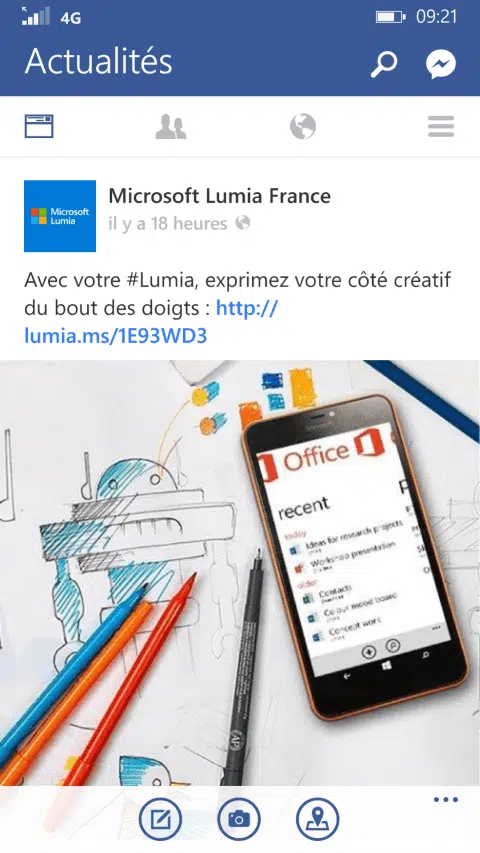 4G 09:21
Actualités
Microsoft Lumia France
Microsoft
Lumia
il y a 18 heures
Avec votre #Lumia, exprimez votre côté créatif
du bout des doigts : http://
lumia.ms/1E93WD3
Microsoft
Office
recent
today
Ideas for research projects
Workshop presentation
older
Contacts
Colour mood board
Concept work